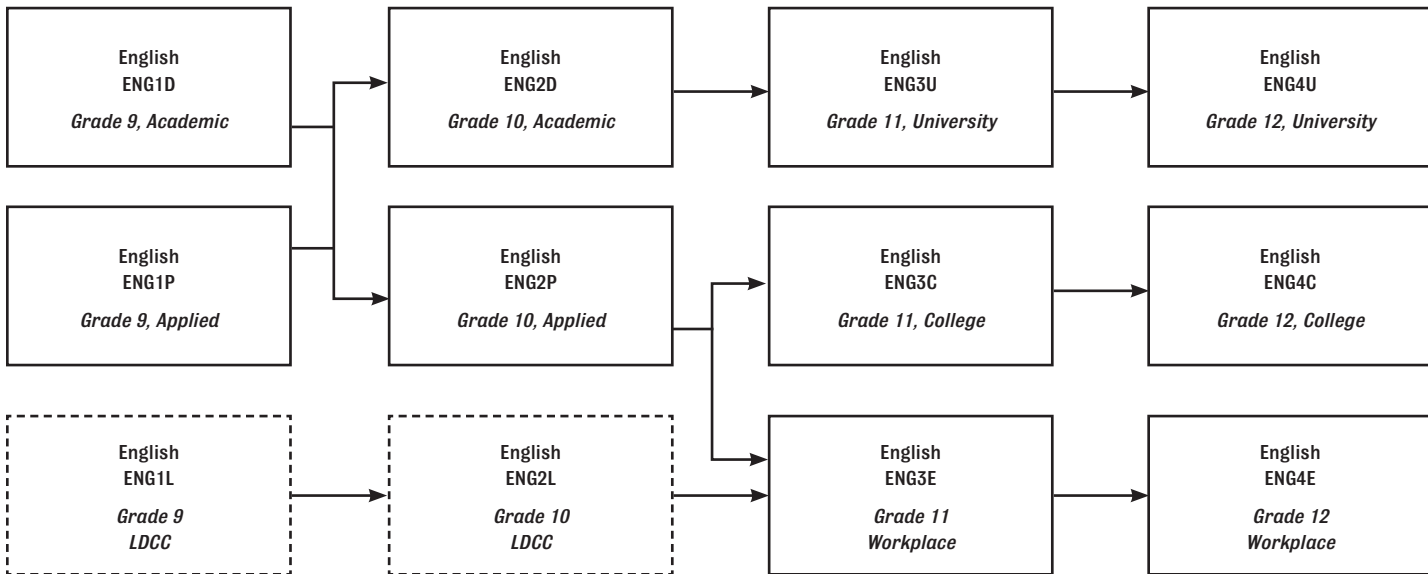 English
ENG1D
Grade 9, Academic
English
ENG2D
Grade 10, Academic
English
ENG3U
Grade 11, University
English
ENG4U
Grade 12, University
English
ENG1P
Grade 9, Applied
English
ENG2P
Grade 10, Applied
English
ENG3C
Grade 11, College
English
ENG4C
Grade 12, College
English
ENG1L
Grade 9
LDCC
English
ENG2L
Grade 10
LDCC
English
ENG3E
Grade 11
Workplace
English
ENG4E
Grade 12
Workplace